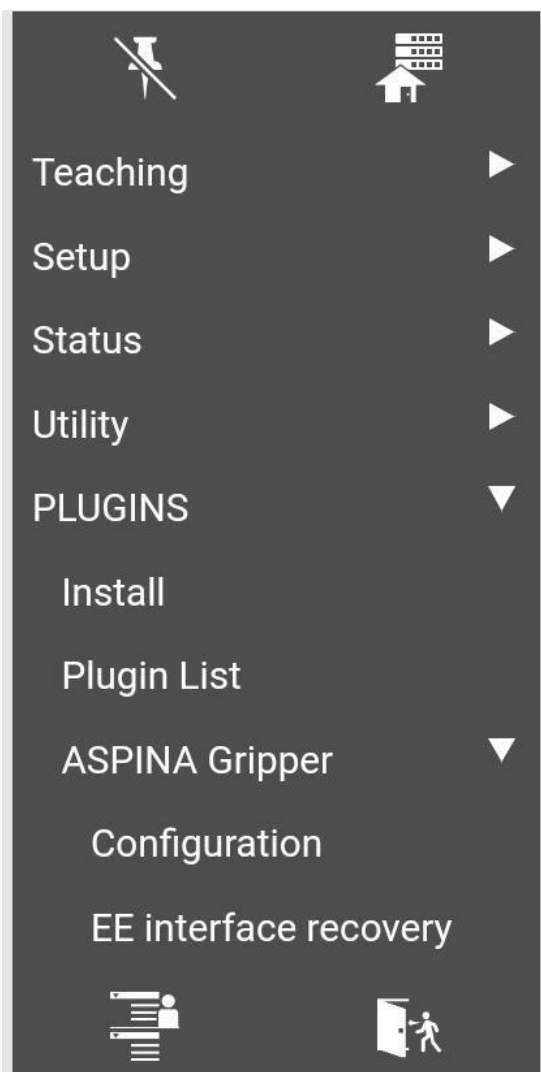 Teaching
Setup
Status
Utility
PLUGINS
Install
Plugin List
ASPINA Gripper
Configuration
EE interface recovery